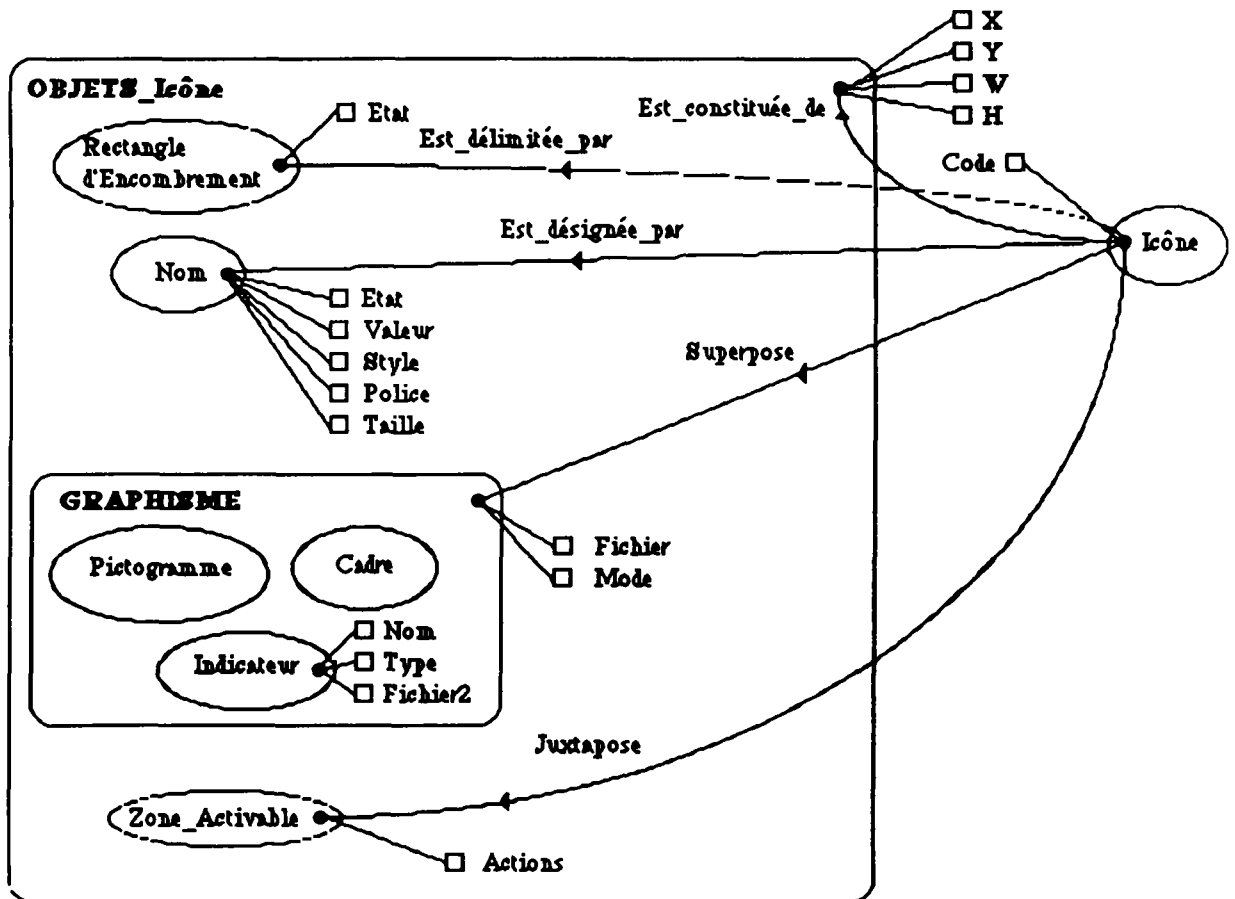 X
Y
W
H
OBJETS_Icône
Est_constituée_de
Etat
Est_délimitée_par
Rectangle
d'Encombrement
Code
Est_désignée_par
Icône
Nom
Etat
Valeur
Style
Police
Taille
Superpose
GRAPHISME
Fichier
Mode
Pictogramme
Cadre
Nom
Type
Fichier2
Indicateur
Juxtapose
Zone_Activable
Actions